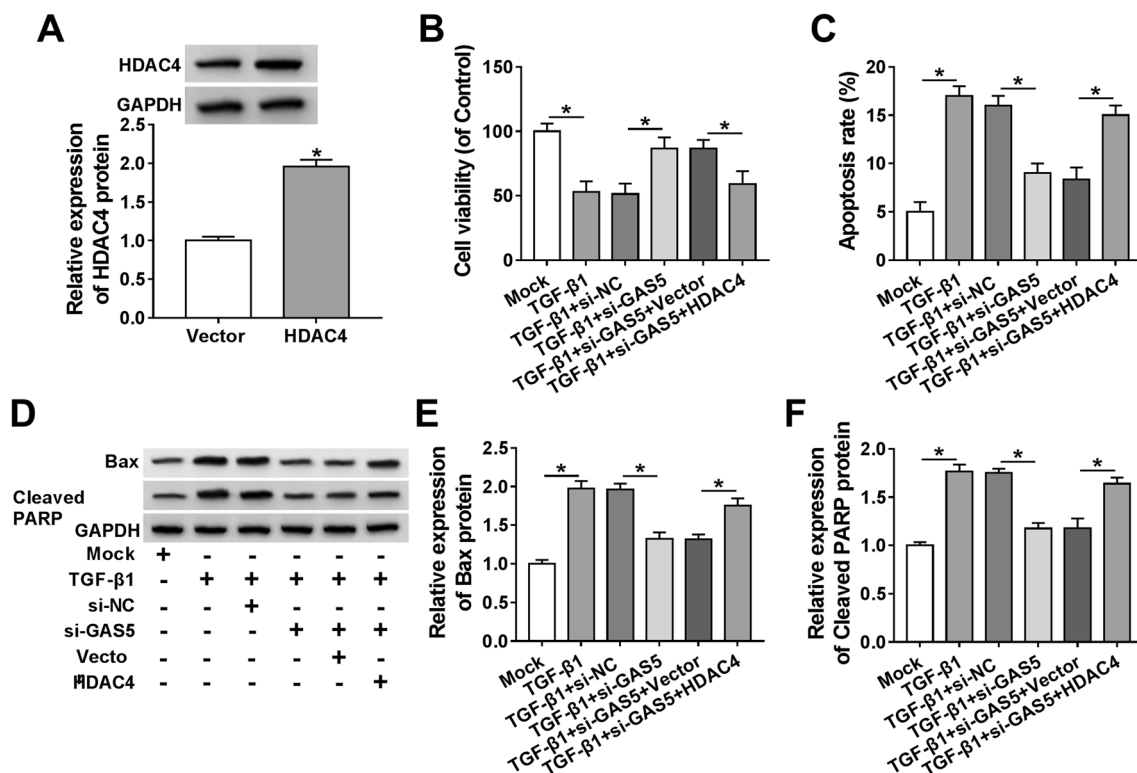 A
HDAC4
GAPDH
Relative expression
of HDAC4 protein
2.5
2.0
1.5
1.0
0.5
0.0
*
Vector
HDAC4
B
Cell viability (of Control)
150
100
50
0
*
*
*
Mock
TGF-β1
TGF-β1+si-NC
TGF-β1+si-GAS5
TGF-β1+si-GAS5+Vector
TGF-β1+si-GAS5+HDAC4
C
Apoptosis rate (%)
20
15
10
5
0
*
*
*
Mock
TGF-β1
TGF-β1+si-NC
TGF-β1+si-GAS5
TGF-β1+si-GAS5+Vector
TGF-β1+si-GAS5+HDAC4
D
Bax
Cleaved
PARP
GAPDH
Mock + - - - - -
TGF-β1 - + + + + +
si-NC - - + - - -
si-GAS5 - - - + + +
Vecto - - - - + -
HDAC4 - - - - - +
E
Relative expression
of Bax protein
2.5
2.0
1.5
1.0
0.5
0.0
*
*
*
Mock
TGF-β1
TGF-β1+si-NC
TGF-β1+si-GAS5
TGF-β1+si-GAS5+Vector
TGF-β1+si-GAS5+HDAC4
F
Relative expression
of Cleaved PARP protein
2.0
1.5
1.0
0.5
0.0
*
*
*
Mock
TGF-β1
TGF-β1+si-NC
TGF-β1+si-GAS5
TGF-β1+si-GAS5+Vector
TGF-β1+si-GAS5+HDAC4